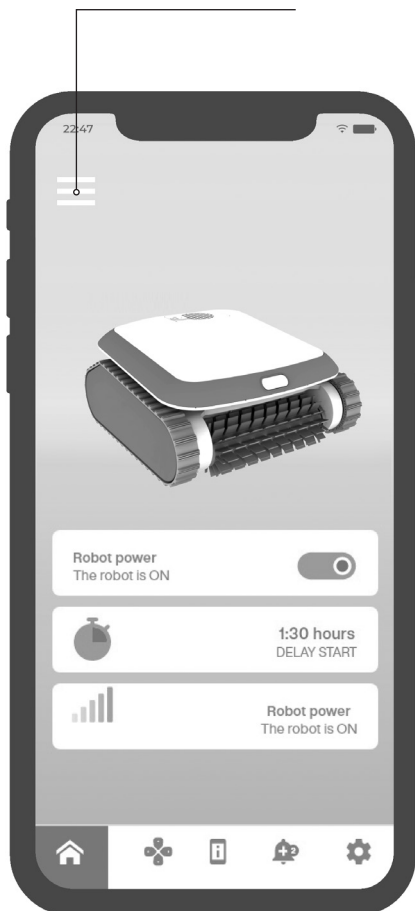 22:47
Robot power
The robot is ON
1:30 hours
DELAY START
Robot power
The robot is ON
2